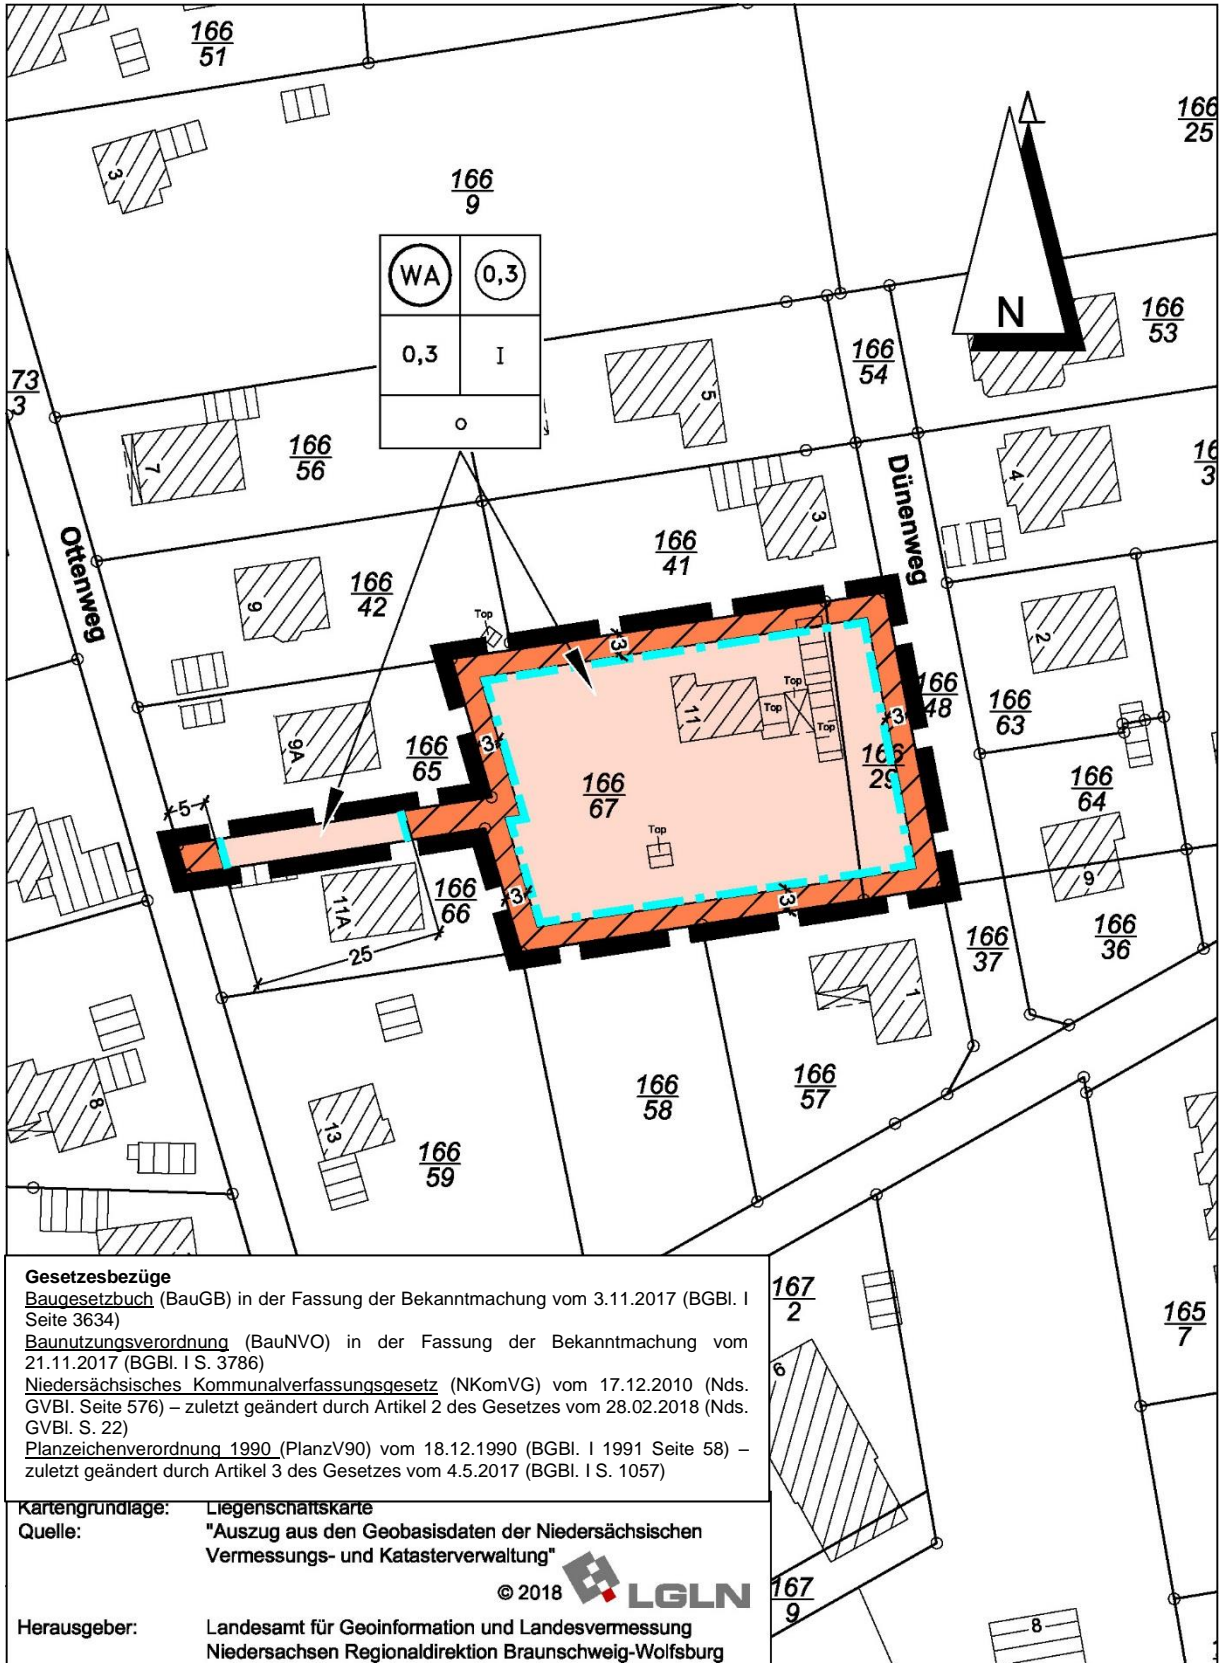 166
51
166
25
3
166
9
WA
0,3
0,3
I
o
N
166
53
166
54
73
3
5
7
166
56
4
16
3
Ottenweg
Dünenweg
3
166
41
9
166
42
Top
2
3
166
48
166
63
11
Top
Top
Top
9A
166
65
3
3
166
29
166
67
166
64
5
Top
9
11A
166
66
3
3
25
166
37
166
36
1
166
58
166
57
8
13
166
59
Gesetzesbezüge
Baugesetzbuch (BauGB) in der Fassung der Bekanntmachung vom 3.11.2017 (BGBl. I
Seite 3634)
Baunutzungsverordnung (BauNVO) in der Fassung der Bekanntmachung vom
21.11.2017 (BGBl. I S. 3786)
Niedersächsisches Kommunalverfassungsgesetz (NKomVG) vom 17.12.2010 (Nds.
GVBl. Seite 576) – zuletzt geändert durch Artikel 2 des Gesetzes vom 28.02.2018 (Nds.
GVBl. S. 22)
Planzeichenverordnung 1990 (PlanzV90) vom 18.12.1990 (BGBl. I 1991 Seite 58) –
zuletzt geändert durch Artikel 3 des Gesetzes vom 4.5.2017 (BGBl. I S. 1057)
167
2
165
7
6
Kartengrundlage: Liegenschaftskarte
Quelle: "Auszug aus den Geobasisdaten der Niedersächsischen
Vermessungs- und Katasterverwaltung"
© 2018 LGLN
167
9
8
Herausgeber: Landesamt für Geoinformation und Landesvermessung
Niedersachsen Regionaldirektion Braunschweig-Wolfsburg